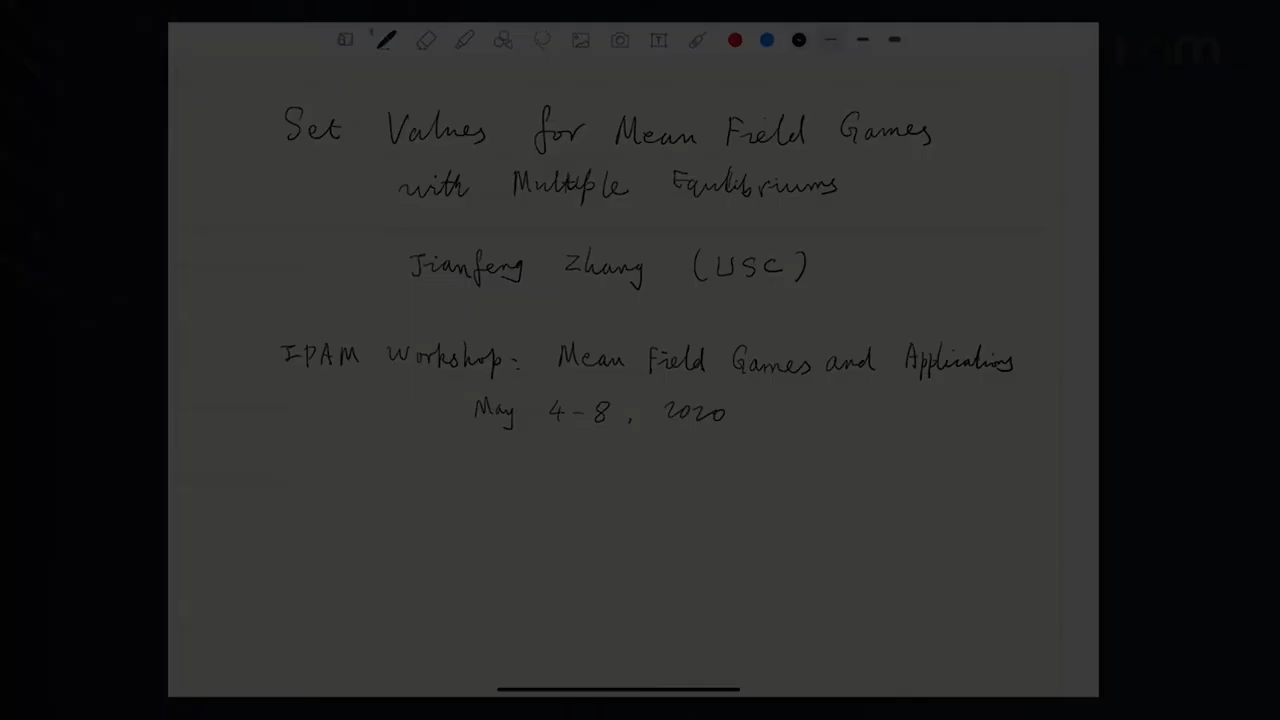 Set Values for Mean Field Games
with Multiple Equilibriums
Jianfeng Zhang (USC)
IPAM Workshop: Mean Field Games and Applications
May 4-8, 2020